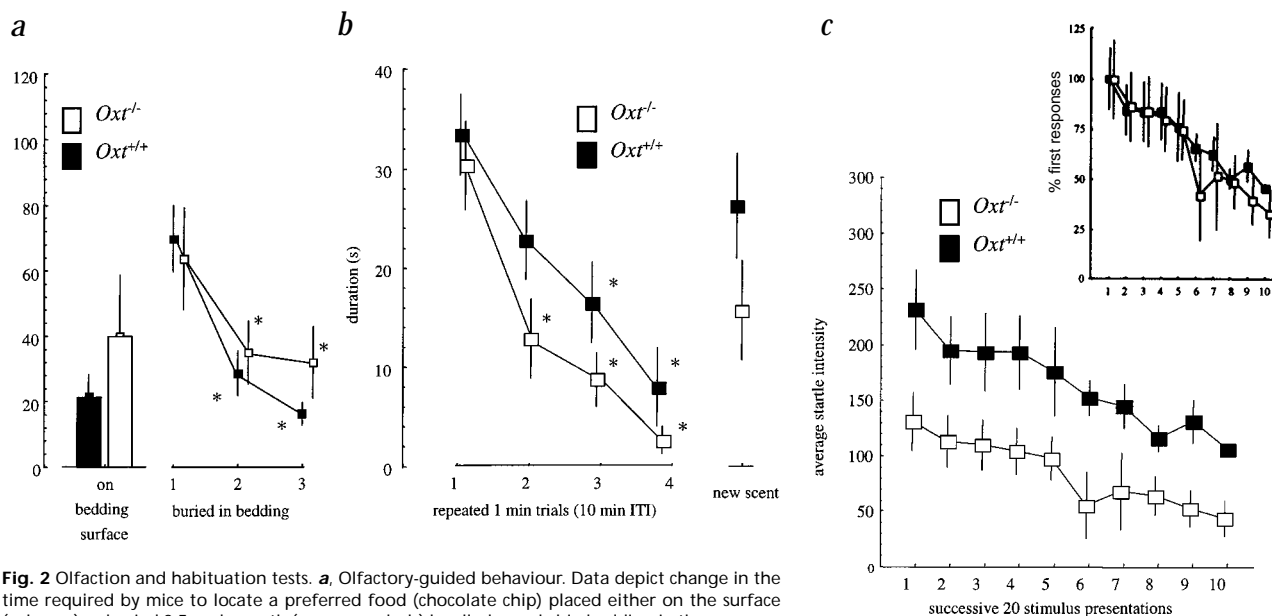 a
120
100
80
60
40
20
0
Oxt-/-
Oxt+/+
*
*
*
*
on
bedding
surface
1 2 3
buried in bedding
b
40
30
20
10
0
duration (s)
Oxt-/-
Oxt+/+
*
*
*
*
*
1 2 3 4
repeated 1 min trials (10 min ITI)
new scent
c
125
100
75
50
25
0
% first responses
1 2 3 4 5 6 7 8 9 10
300
300
250
200
150
100
50
0
average startle intensity
Oxt-/-
Oxt+/+
1 2 3 4 5 6 7 8 9 10
successive 20 stimulus presentations
Fig. 2 Olfaction and habituation tests. a, Olfactory-guided behaviour. Data depict change in the
time required by mice to locate a preferred food (chocolate chip) placed either on the surface